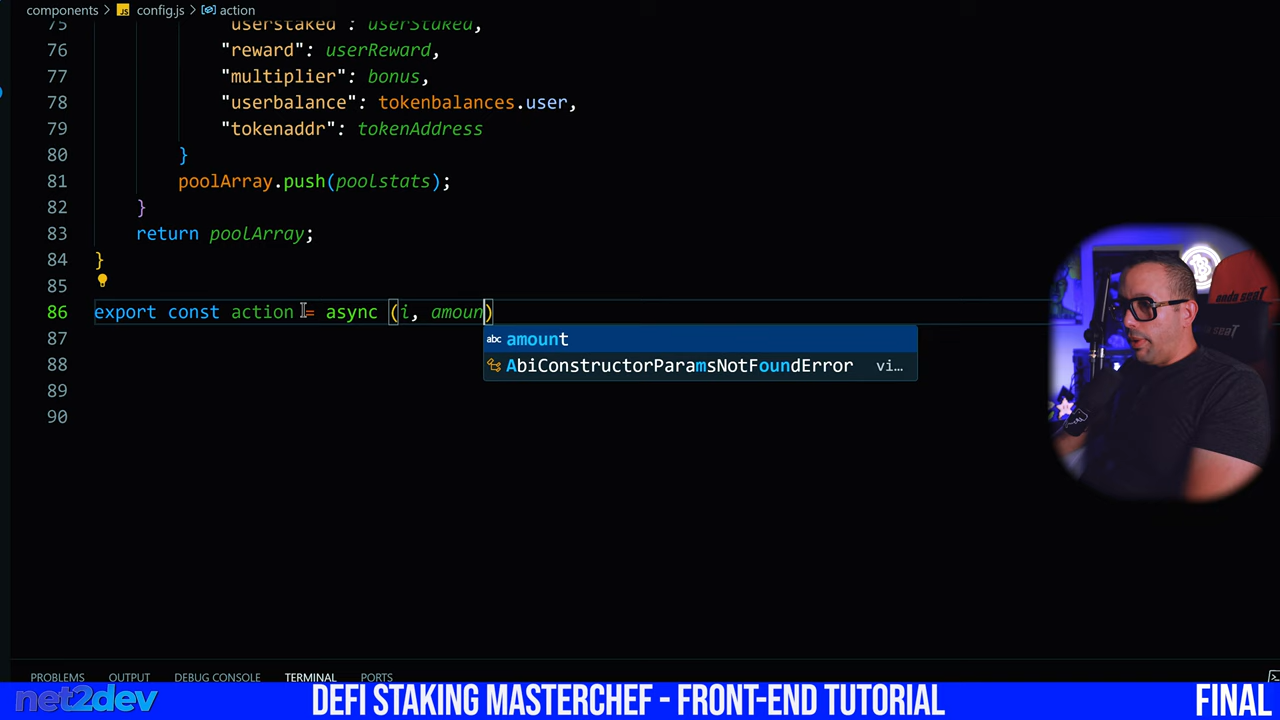 components > config.js > action
75 "userstaked": userStaked,
76 "reward": userReward,
77 "multiplier": bonus,
78 "userbalance": tokenbalances.user,
79 "tokenaddr": tokenAddress
80 }
81 poolArray.push(poolstats);
82 }
83 return poolArray;
84 }
85
86 export const action = async (i, amoun)
87 amount
88 AbiConstructorParamsNotFoundError vi...
89
90
PROBLEMS OUTPUT DEBUG CONSOLE TERMINAL PORTS
net2dev DEFI STAKING MASTERCHEF - FRONT-END TUTORIAL FINAL